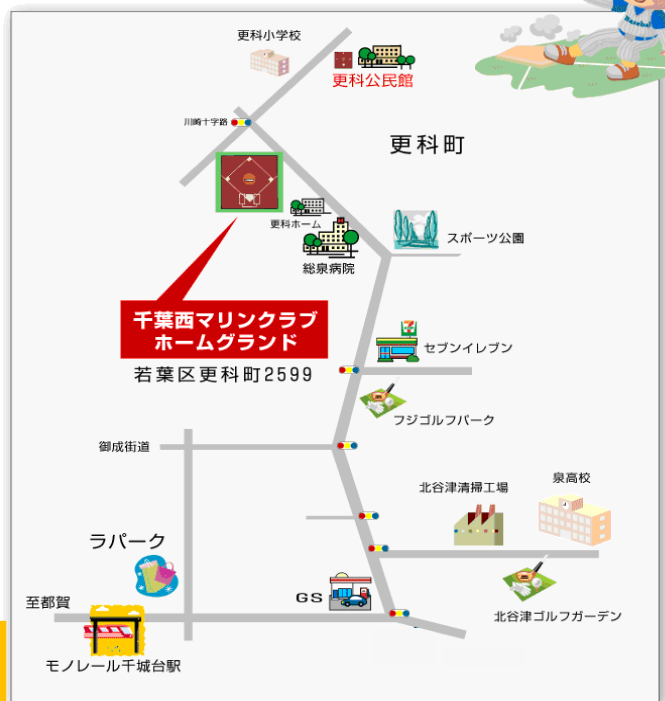 更科小学校
更科公民館
川崎十字路
更科町
更科ホーム
スポーツ公園
総泉病院
千葉西マリンクラブ
ホームグランド
セブンイレブン
若葉区更科町2599
フジゴルフパーク
御成街道
北谷津清掃工場
泉高校
ラパーク
GS
至都賀
北谷津ゴルフガーデン
モノレール千城台駅